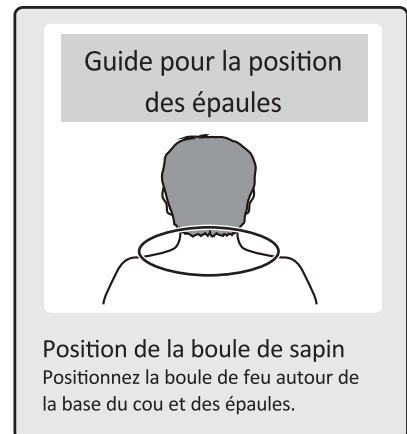 Guide pour la position
des épaules
Position de la boule de sapin
Positionnez la boule de feu autour de
la base du cou et des épaules.